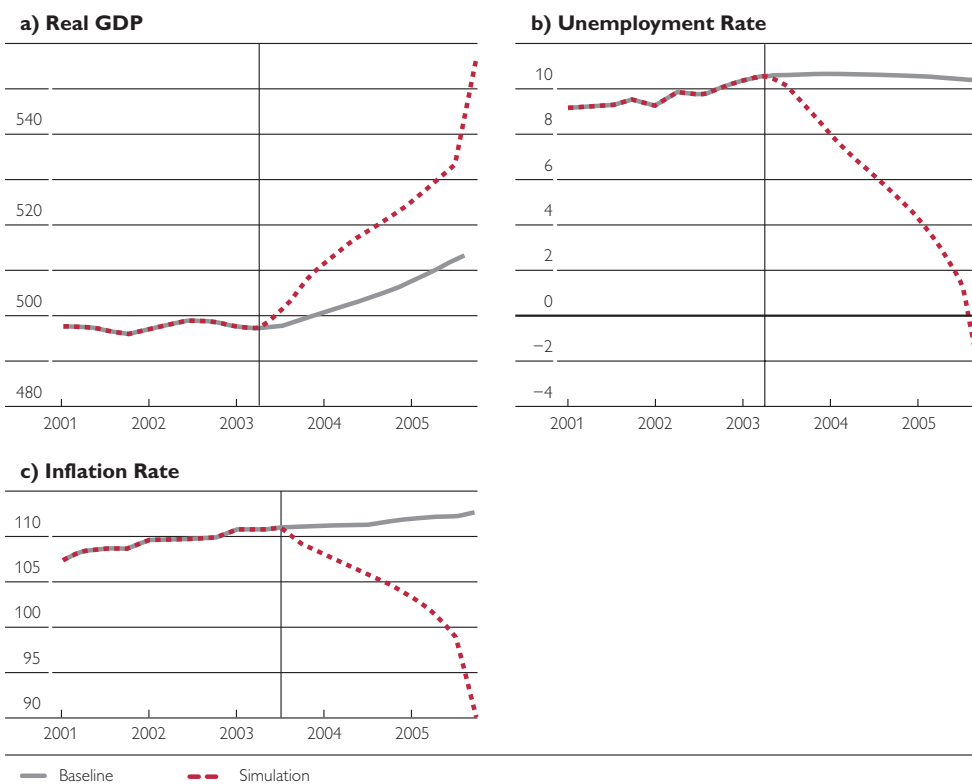 a) Real GDP
540
520
500
480
2001 2002 2003 2004 2005
b) Unemployment Rate
10
8
6
4
2
0
−2
−4
2001 2002 2003 2004 2005
c) Inflation Rate
110
105
100
95
90
2001 2002 2003 2004 2005
Baseline Simulation